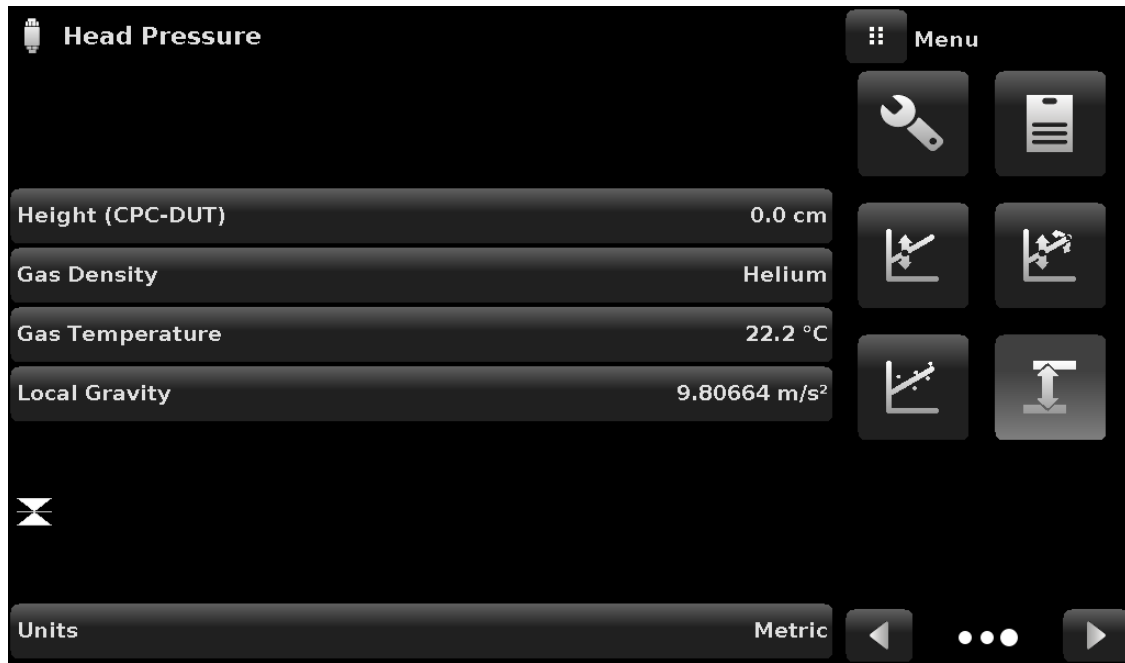 Head Pressure
Menu
Height (CPC-DUT) 0.0 cm
Gas Density Helium
Gas Temperature 22.2 °C
Local Gravity 9.80664 m/s²
Units Metric